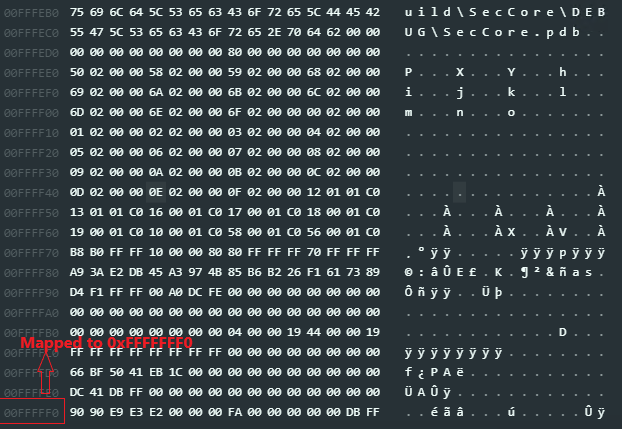 00FFFEB0 75 69 6C 64 5C 53 65 63 43 6F 72 65 5C 44 45 42 uild\SecCore\DEB
00FFFEC0 55 47 5C 53 65 63 43 6F 72 65 2E 70 64 62 00 00 UG\SecCore.pdb..
00FFFED0 00 00 00 00 00 00 00 00 80 00 00 00 00 00 00 00 ................
00FFFEE0 50 02 00 00 58 02 00 00 59 02 00 00 68 02 00 00 P...X...Y...h...
00FFFEF0 69 02 00 00 6A 02 00 00 6B 02 00 00 6C 02 00 00 i...j...k...l...
00FFFF00 6D 02 00 00 6E 02 00 00 6F 02 00 00 00 02 00 00 m...n...o.......
00FFFF10 01 02 00 00 02 02 00 00 03 02 00 00 04 02 00 00 ................
00FFFF20 05 02 00 00 06 02 00 00 07 02 00 00 08 02 00 00 ................
00FFFF30 09 02 00 00 0A 02 00 00 0B 02 00 00 0C 02 00 00 ................
00FFFF40 0D 02 00 00 0E 02 00 00 0F 02 00 00 12 01 01 C0 ...............À
00FFFF50 13 01 01 C0 16 00 01 C0 17 00 01 C0 18 00 01 C0 ...À...À...À...À
00FFFF60 19 00 01 C0 10 00 01 C0 58 00 01 C0 56 00 01 C0 ...À...ÀX..ÀV..À
00FFFF70 B8 B0 FF FF 10 00 00 80 80 FF FF FF 70 FF FF FF ¸°ÿÿ.....ÿÿÿpÿÿÿ
00FFFF80 A9 3A E2 DB 45 A3 97 4B 85 B6 B2 26 F1 61 73 89 ©:âÛE£.K.¶²&ñas.
00FFFF90 D4 F1 FF FF 00 A0 DC FE 00 00 00 00 00 00 00 00 Ôñÿÿ..Üþ........
00FFFFA0 00 00 00 00 00 00 00 00 00 00 00 00 00 00 00 00 ................
00FFFFB0 00 00 00 00 00 00 00 00 04 00 00 19 44 00 00 19 ............D...
Mapped to 0xFFFFFFF0
00FFFFC0 FF FF FF FF FF FF FF FF 00 00 00 00 00 00 00 00 ÿÿÿÿÿÿÿÿ........
00FFFFD0 66 BF 50 41 EB 1C 00 00 00 00 00 00 00 00 00 00 f¿PAë...........
00FFFFE0 DC 41 DB FF 00 00 00 00 00 00 00 00 00 00 00 00 ÜAÛÿ............
00FFFFF0 90 90 E9 E3 E2 00 00 00 FA 00 00 00 00 00 DB FF ..éãâ...ú.....Ûÿ